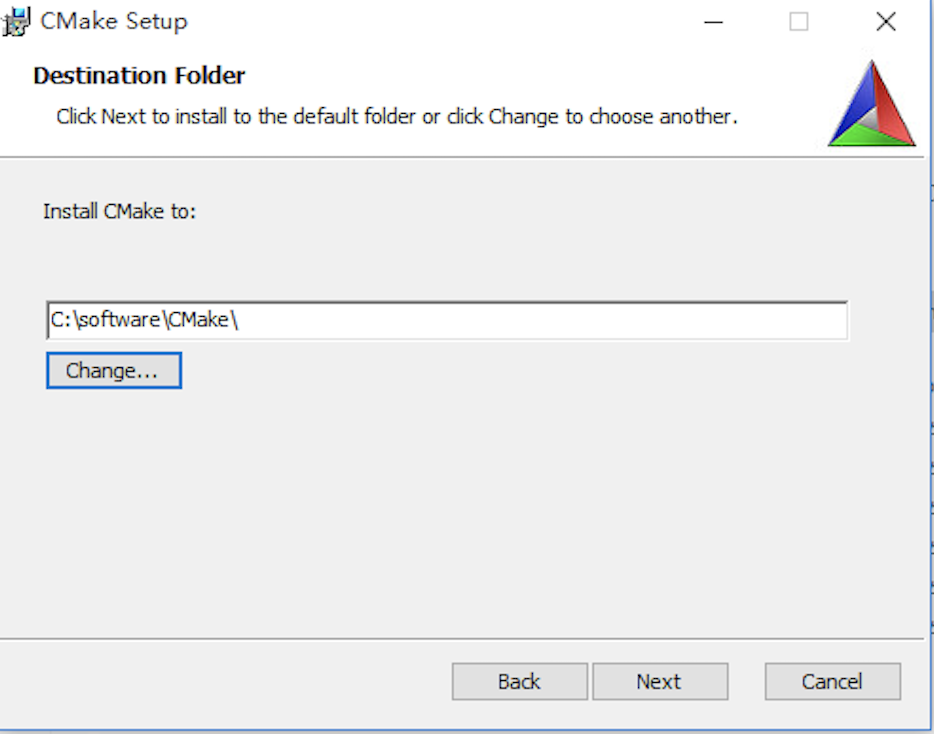 CMake Setup
Destination Folder
Click Next to install to the default folder or click Change to choose another.
Install CMake to:
C:\software\CMake\
Change...
Back Next Cancel